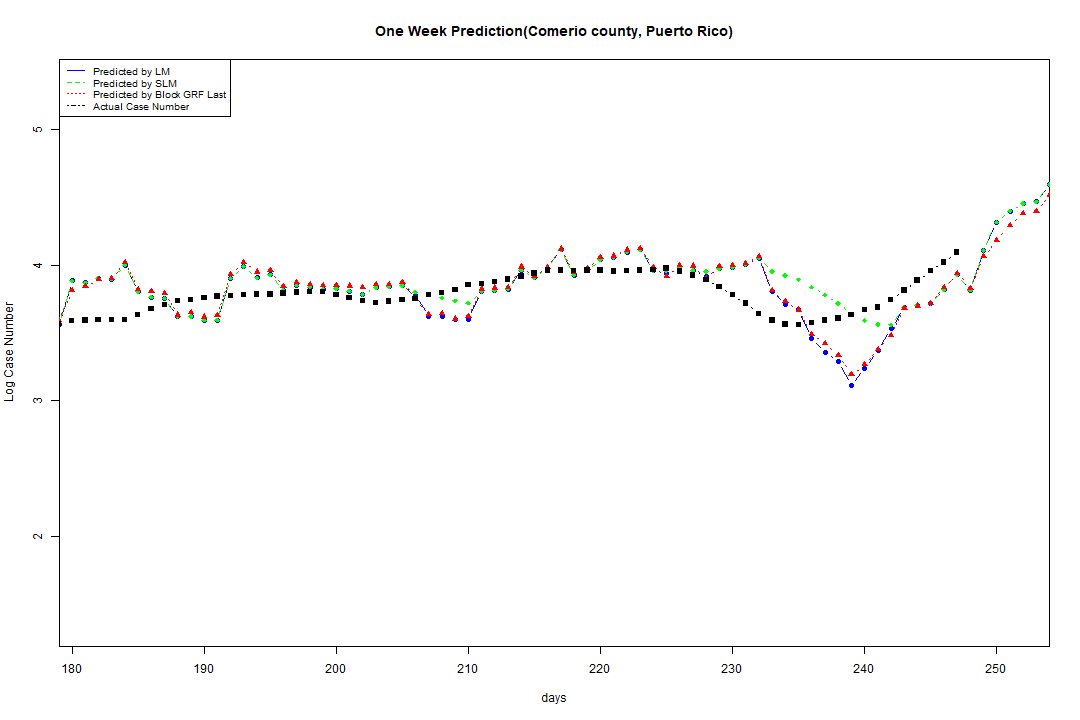 One Week Prediction(Comerio county, Puerto Rico)
Predicted by LM
Predicted by SLM
Predicted by Block GRF Last
Actual Case Number
5
4
3
2
Log Case Number
180 190 200 210 220 230 240 250
days